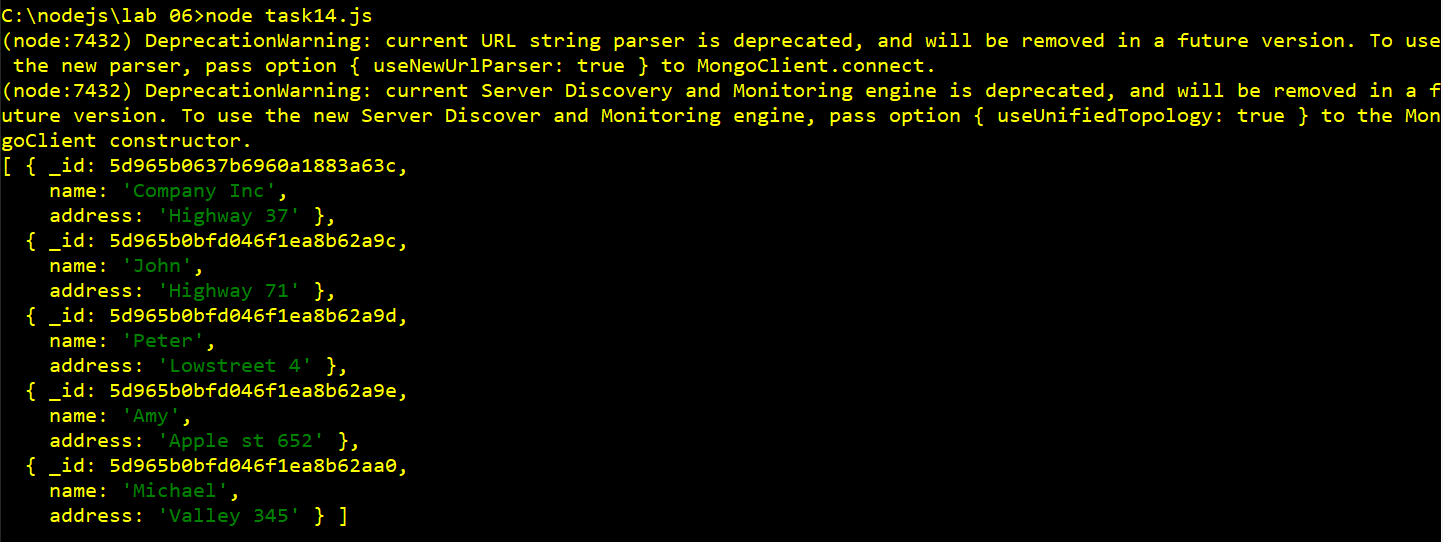 C:\nodejs\lab 06>node task14.js
(node:7432) DeprecationWarning: current URL string parser is deprecated, and will be removed in a future version. To use
 the new parser, pass option { useNewUrlParser: true } to MongoClient.connect.
(node:7432) DeprecationWarning: current Server Discovery and Monitoring engine is deprecated, and will be removed in a f
uture version. To use the new Server Discover and Monitoring engine, pass option { useUnifiedTopology: true } to the Mon
goClient constructor.
[ { _id: 5d965b0637b6960a1883a63c,
    name: 'Company Inc',
    address: 'Highway 37' },
  { _id: 5d965b0bfd046f1ea8b62a9c,
    name: 'John',
    address: 'Highway 71' },
  { _id: 5d965b0bfd046f1ea8b62a9d,
    name: 'Peter',
    address: 'Lowstreet 4' },
  { _id: 5d965b0bfd046f1ea8b62a9e,
    name: 'Amy',
    address: 'Apple st 652' },
  { _id: 5d965b0bfd046f1ea8b62aa0,
    name: 'Michael',
    address: 'Valley 345' } ]